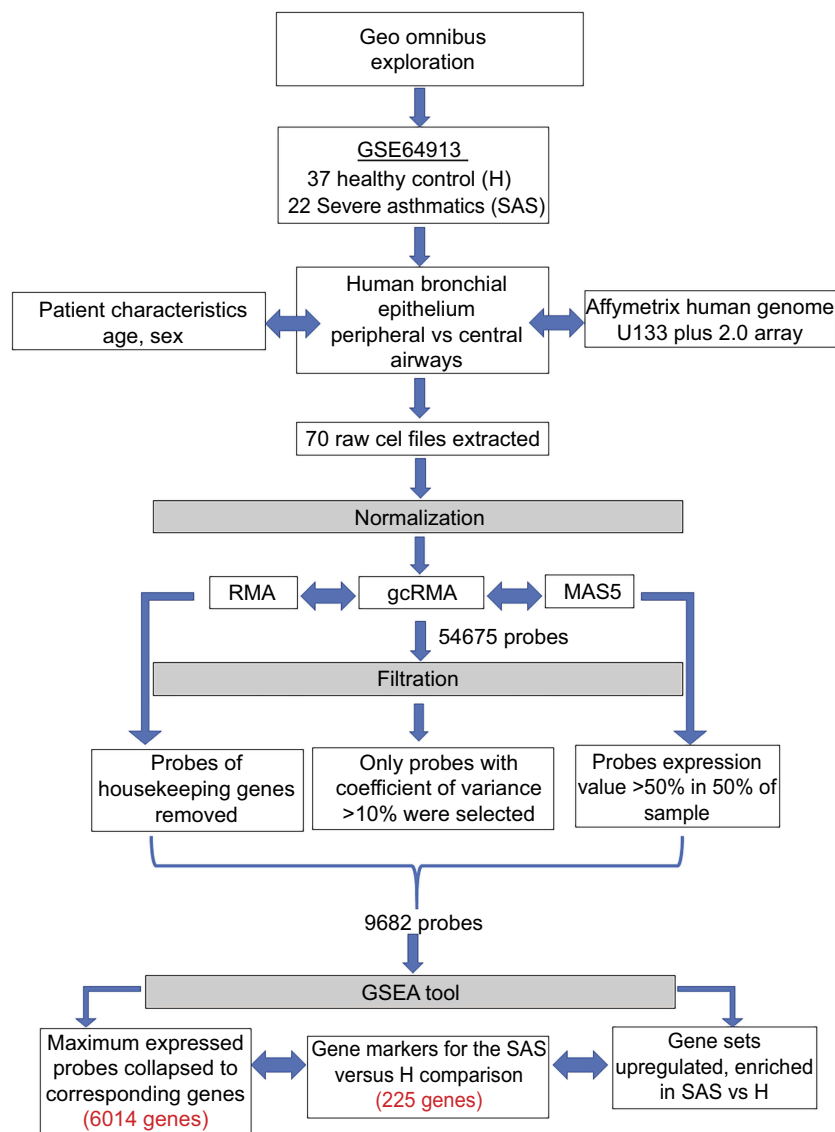 Geo omnibus
exploration
GSE64913
37 healthy control (H)
22 Severe asthmatics (SAS)
Patient characteristics
age, sex
Human bronchial
epithelium
peripheral vs central
airways
Affymetrix human genome
U133 plus 2.0 array
70 raw cel files extracted
Normalization
RMA
gcRMA
MAS5
54675 probes
Filtration
Probes of
housekeeping genes
removed
Only probes with
coefficient of variance
>10% were selected
Probes expression
value >50% in 50% of
sample
9682 probes
GSEA tool
Maximum expressed
probes collapsed to
corresponding genes
(6014 genes)
Gene markers for the SAS
versus H comparison
(225 genes)
Gene sets
upregulated, enriched
in SAS vs H